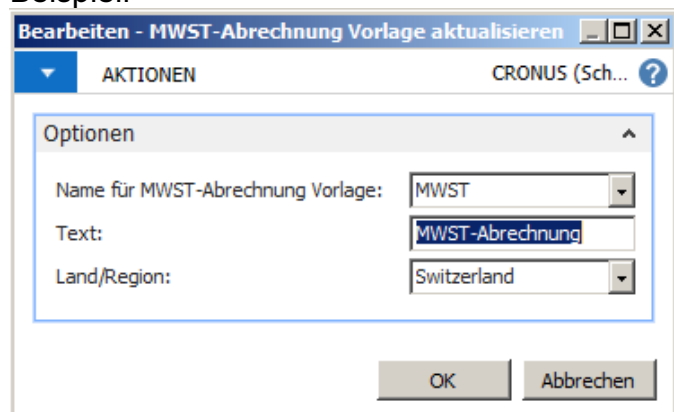 Beispiel:
Bearbeiten - MWST-Abrechnung Vorlage aktualisieren
AKTIONEN CRONUS (Sch... ?
Optionen
Name für MWST-Abrechnung Vorlage: MWST
Text: MWST-Abrechnung
Land/Region: Switzerland
OK Abbrechen